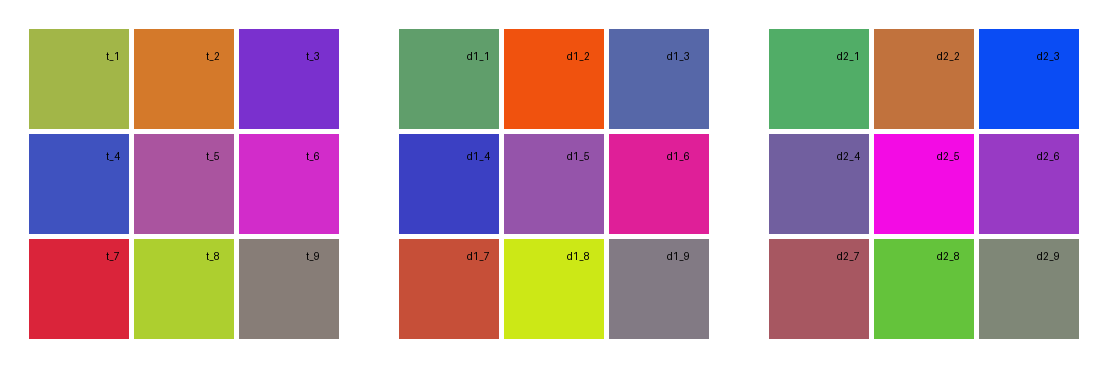 t_1 t_2 t_3 d1_1 d1_2 d1_3 d2_1 d2_2 d2_3
t_4 t_5 t_6 d1_4 d1_5 d1_6 d2_4 d2_5 d2_6
t_7 t_8 t_9 d1_7 d1_8 d1_9 d2_7 d2_8 d2_9